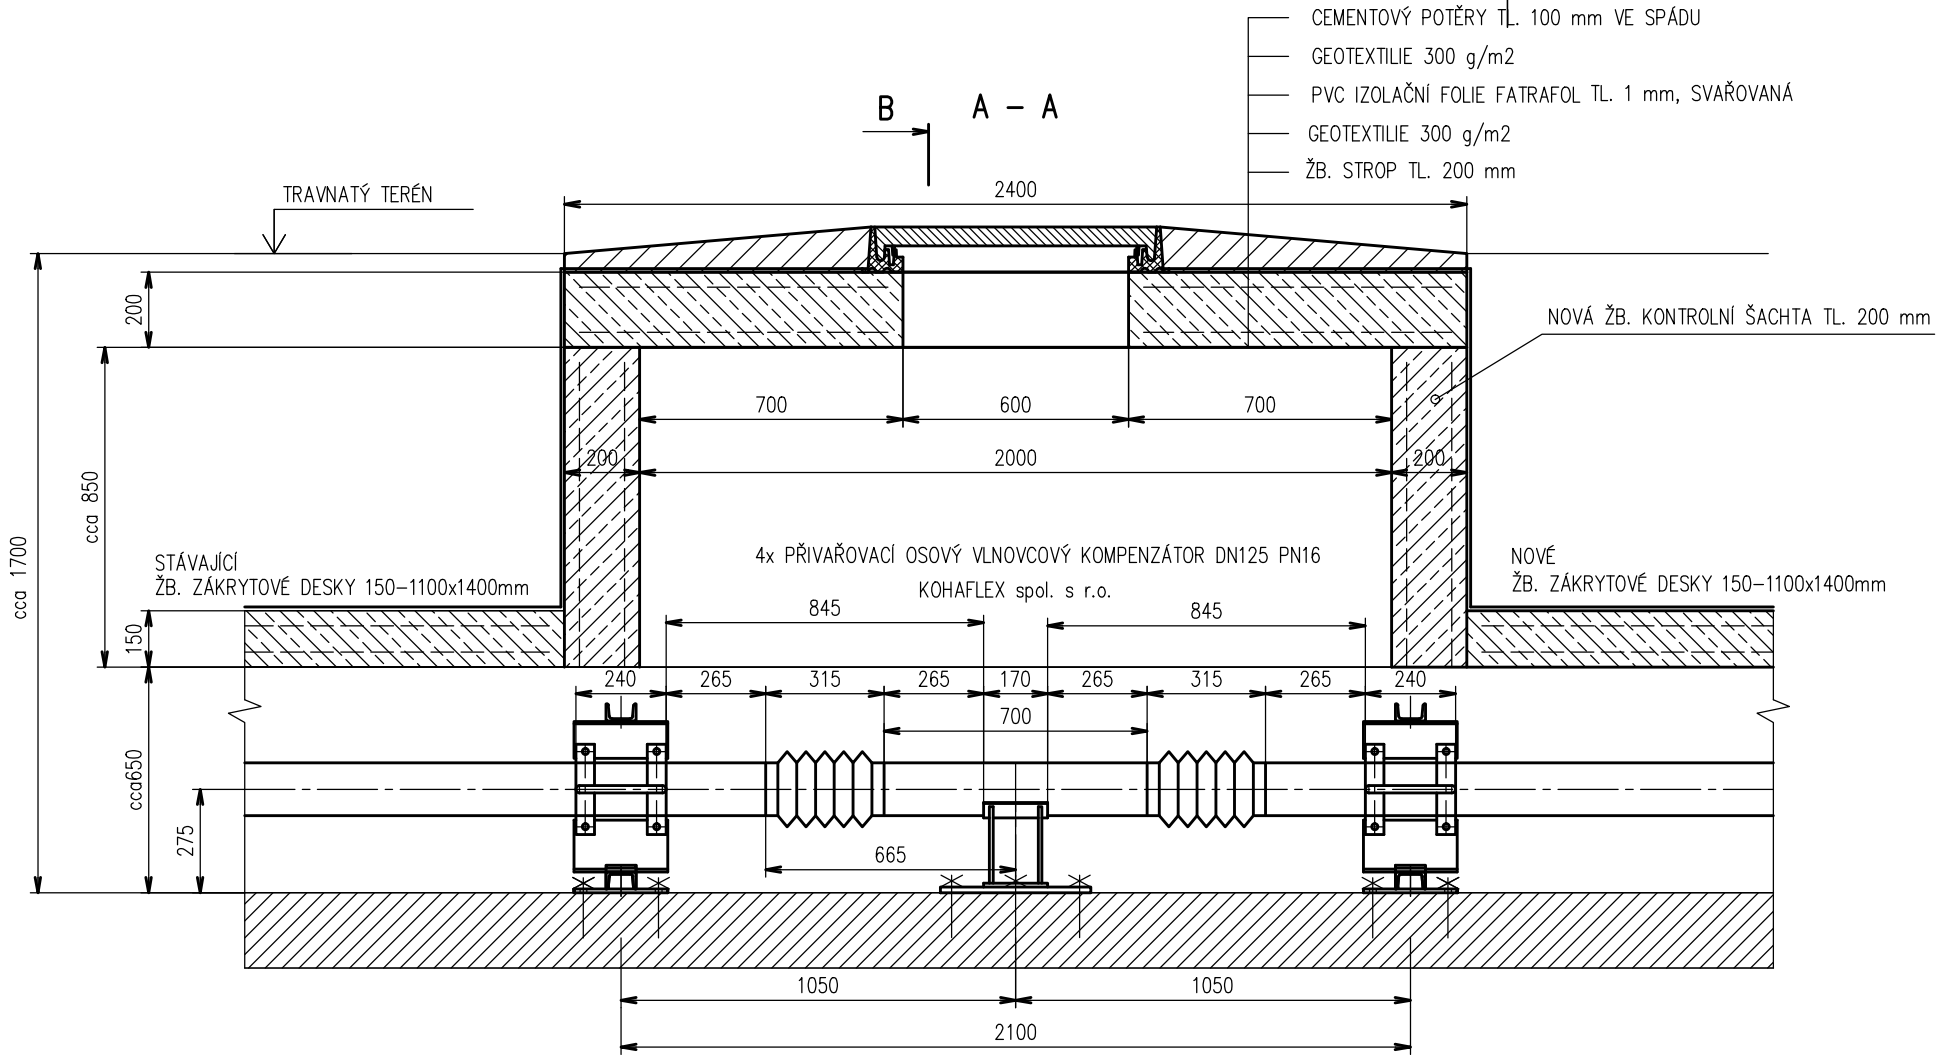 CEMENTOVÝ POTĚRY TL. 100 mm VE SPÁDU
GEOTEXTILIE 300 g/m2
PVC IZOLAČNÍ FOLIE FATRAFOL TL. 1 mm, SVAŘOVANÁ
GEOTEXTILIE 300 g/m2
ŽB. STROP TL. 200 mm
B
A – A
TRAVNATÝ TERÉN
2400
200
NOVÁ ŽB. KONTROLNÍ ŠACHTA TL. 200 mm
700
600
700
200
2000
200
cca 850
cca 1700
STÁVAJÍCÍ
ŽB. ZÁKRYTOVÉ DESKY 150–1100x1400mm
4x PŘIVAŘOVACÍ OSOVÝ VLNOVCOVÝ KOMPENZÁTOR DN125 PN16
KOHAFLEX spol. s r.o.
NOVÉ
ŽB. ZÁKRYTOVÉ DESKY 150–1100x1400mm
845
845
150
240
265
315
265
170
265
315
265
240
700
cca650
275
665
1050
1050
2100